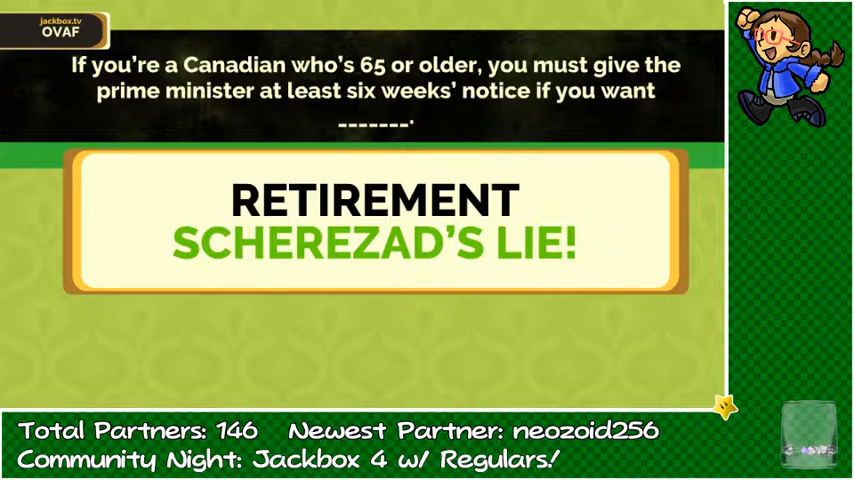 jackbox.tv
OVAF
If you're a Canadian who's 65 or older, you must give the
prime minister at least six weeks' notice if you want
_______.
RETIREMENT
SCHEREZAD'S LIE!
Total Partners: 146 Newest Partner: neozoid256
Community Night: Jackbox 4 w/ Regulars!